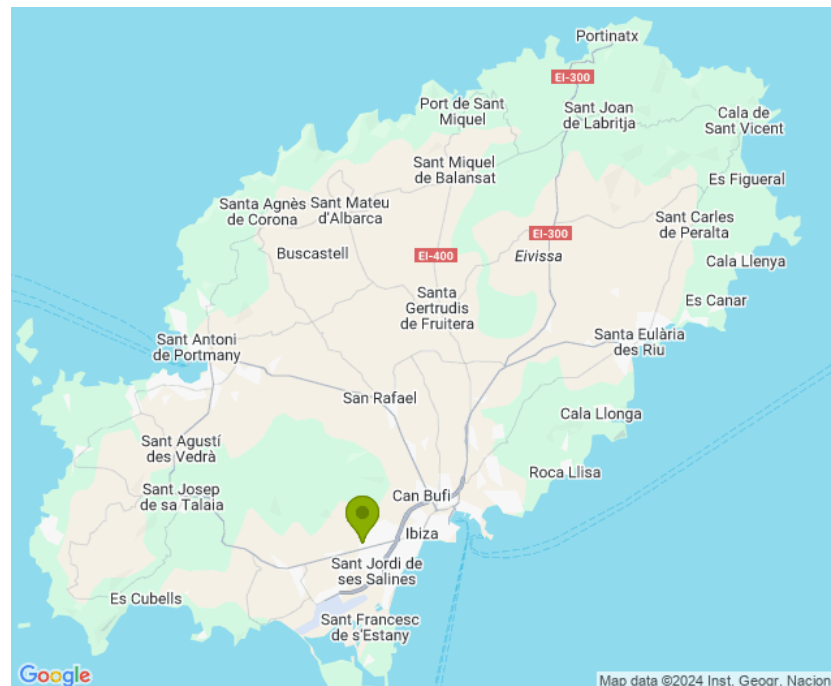 Portinatx
EI-300
Port de Sant
Miquel
Sant Joan
de Labritja
Cala de
Sant Vicent
Sant Miquel
de Balansat
Es Figueral
Santa Agnès
de Corona
Sant Mateu
d'Albarca
Sant Carles
de Peralta
EI-300
Buscastell
EI-400
Eivissa
Cala Llenya
Santa
Gertrudis
de Fruitera
Es Canar
Sant Antoni
de Portmany
Santa Eulària
des Riu
San Rafael
Cala Llonga
Sant Agustí
des Vedrà
Roca Llisa
Sant Josep
de sa Talaia
Can Bufi
Ibiza
Sant Jordi de
ses Salines
Es Cubells
Sant Francesc
de s'Estany
Google
Map data ©2024 Inst. Geogr. Nacion